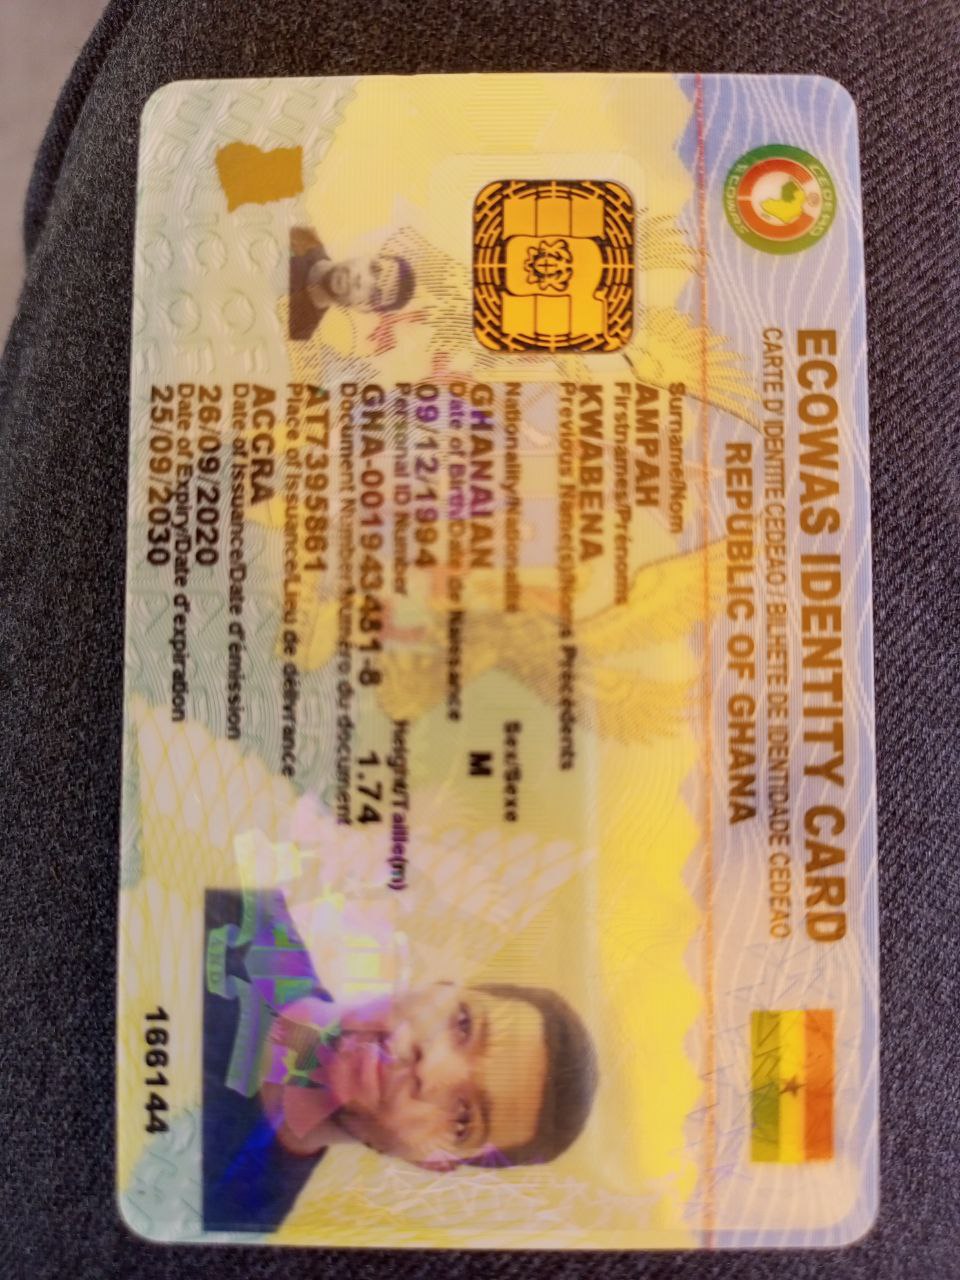 CEDEAO
ECOWAS
ECOWAS IDENTITY CARD
CARTE D' IDENTITE CEDEAO / BILHETE DE IDENTIDADE CEDEAO
REPUBLIC OF GHANA
Surname/Nom
AMPAH
Firstnames/Prénoms
KWABENA
Previous Name(s)/Noms Précédents
Nationality/Nationalité Sex/Sexe
GHANAIAN M
Date of Birth/Date de Naissance
09/12/1994
Personal ID Number Height/Taille(m)
GHA-001943481-8 1.74
Document Number/Numéro du document
AT7395861
Place of Issuance/Lieu de délivrance
ACCRA
Date of Issuance/Date d'émission
26/09/2020
Date of Expiry/Date d'expiration
25/09/2030
AND
166144